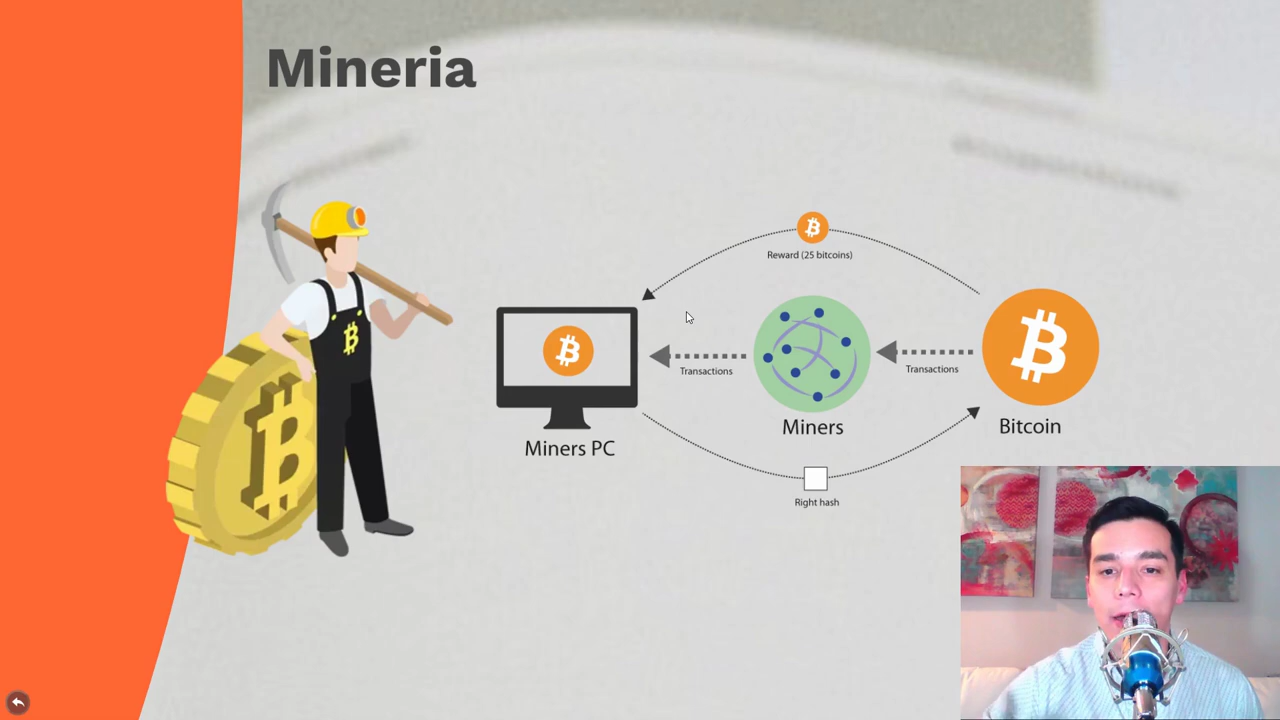 Mineria
Reward (25 bitcoins)
Transactions
Transactions
Miners PC
Miners
Bitcoin
Right hash